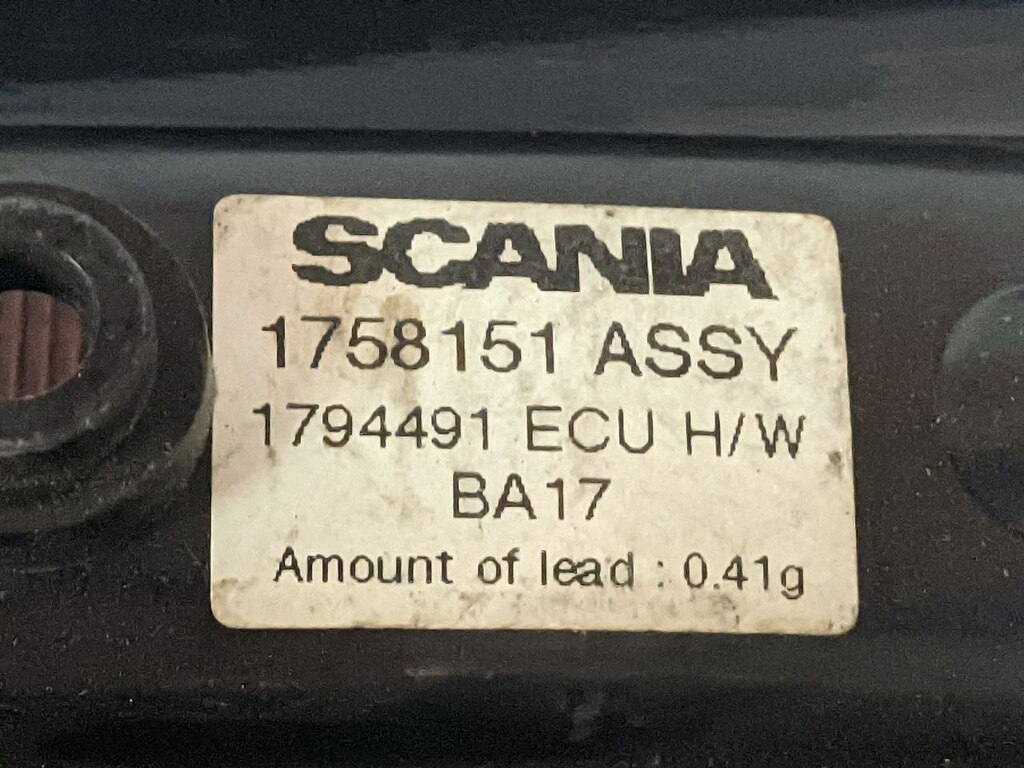 SCANIA
1758151 ASSY
1794491 ECU H/W
BA17
Amount of lead : 0.41g